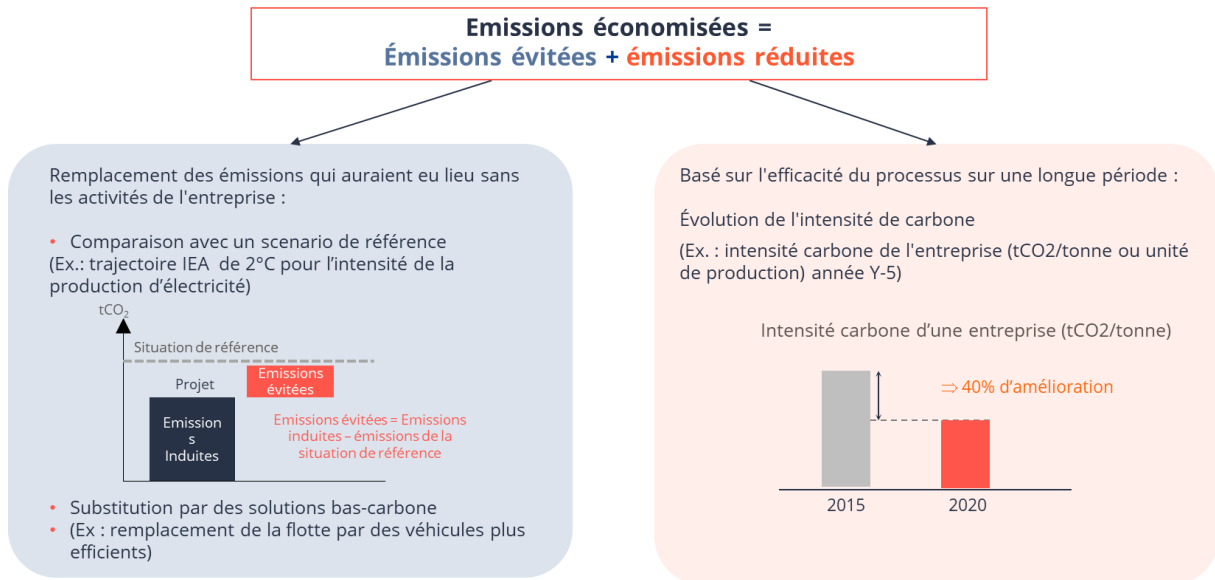 Emissions économisées =
Émissions évitées + émissions réduites
Remplacement des émissions qui auraient eu lieu sans
les activités de l'entreprise :
• Comparaison avec un scenario de référence
(Ex.: trajectoire IEA de 2°C pour l’intensité de la
production d’électricité)
tCO2
Situation de référence
Projet
Emissions
évitées
Emission
s
Induites
Emissions évitées = Emissions
induites – émissions de la
situation de référence
• Substitution par des solutions bas-carbone
• (Ex : remplacement de la flotte par des véhicules plus
efficients)
Basé sur l'efficacité du processus sur une longue période :
Évolution de l'intensité de carbone
(Ex. : intensité carbone de l'entreprise (tCO2/tonne ou unité
de production) année Y-5)
Intensité carbone d’une entreprise (tCO2/tonne)
⇒ 40% d’amélioration
2015
2020